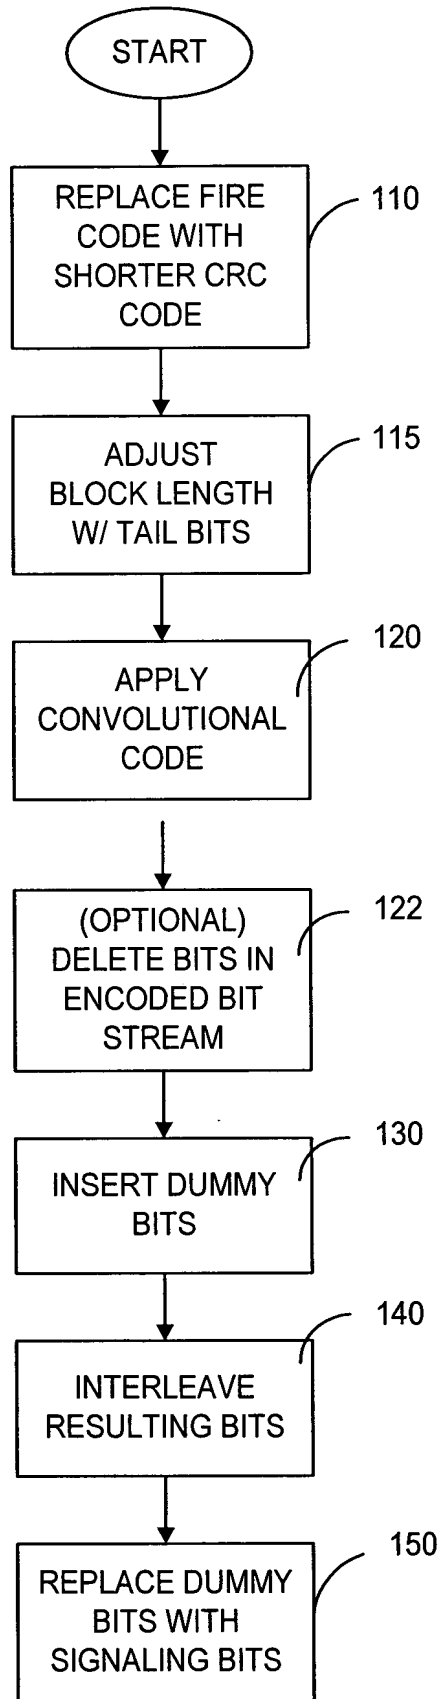 START
REPLACE FIRE
CODE WITH
SHORTER CRC
CODE
110
ADJUST
BLOCK LENGTH
W/ TAIL BITS
115
APPLY
CONVOLUTIONAL
CODE
120
(OPTIONAL)
DELETE BITS IN
ENCODED BIT
STREAM
122
INSERT DUMMY
BITS
130
INTERLEAVE
RESULTING BITS
140
REPLACE DUMMY
BITS WITH
SIGNALING BITS
150